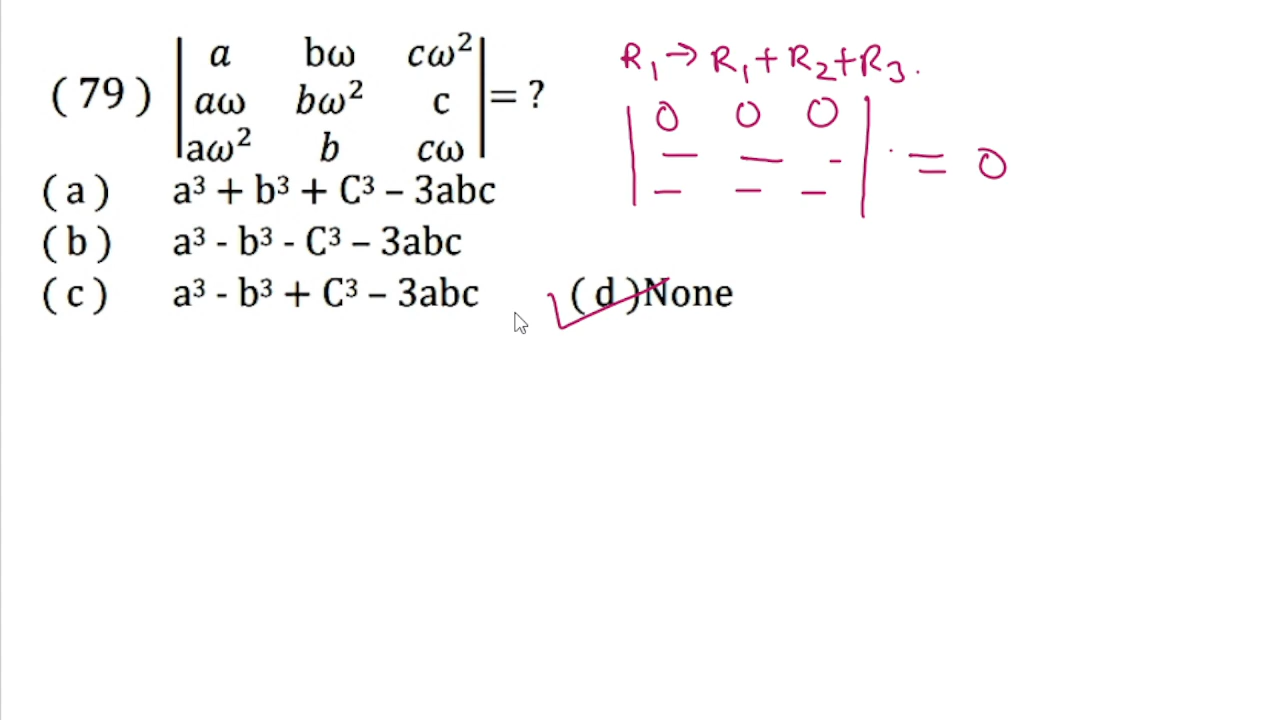 ( 79 ) | a bω cω² |
| aω bω² c | = ?
| aω² b cω |
( a ) a³ + b³ + C³ – 3abc
( b ) a³ - b³ - C³ – 3abc
( c ) a³ - b³ + C³ – 3abc ( d )None
R₁ → R₁ + R₂ + R₃.
| 0 0 0 |
| – – – | = 0
| – – – |